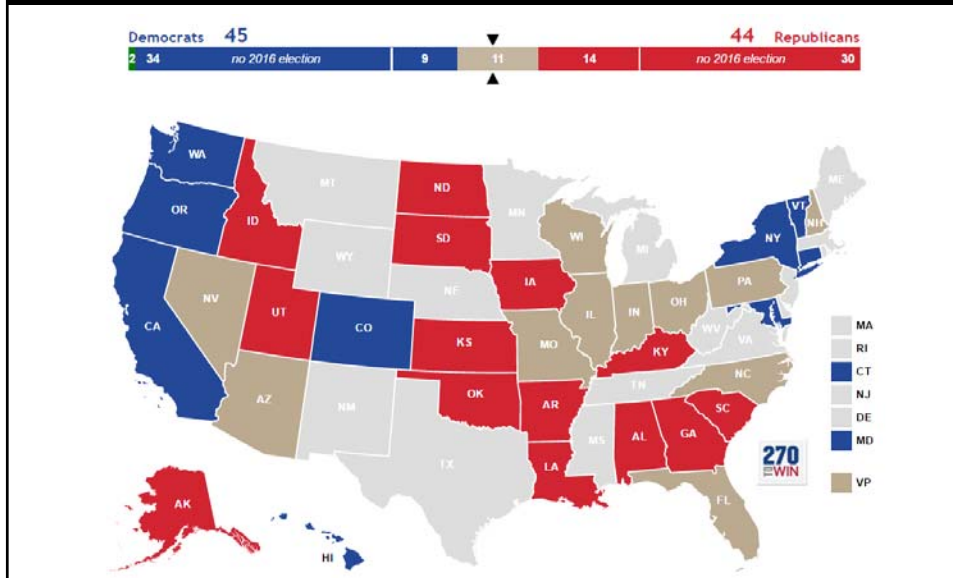 Democrats 45 44 Republicans
2 34 no 2016 election 9 11 14 no 2016 election 30
WA
OR
CA
NV
ID
MT
WY
UT
AZ
CO
NM
ND
SD
NE
KS
OK
TX
MN
IA
MO
AR
LA
WI
IL
MI
IN
OH
KY
TN
MS
AL
GA
FL
SC
NC
VA
WV
PA
NY
VT
NH
ME
AK
HI
MA
RI
CT
NJ
DE
MD
VP
270
TO WIN